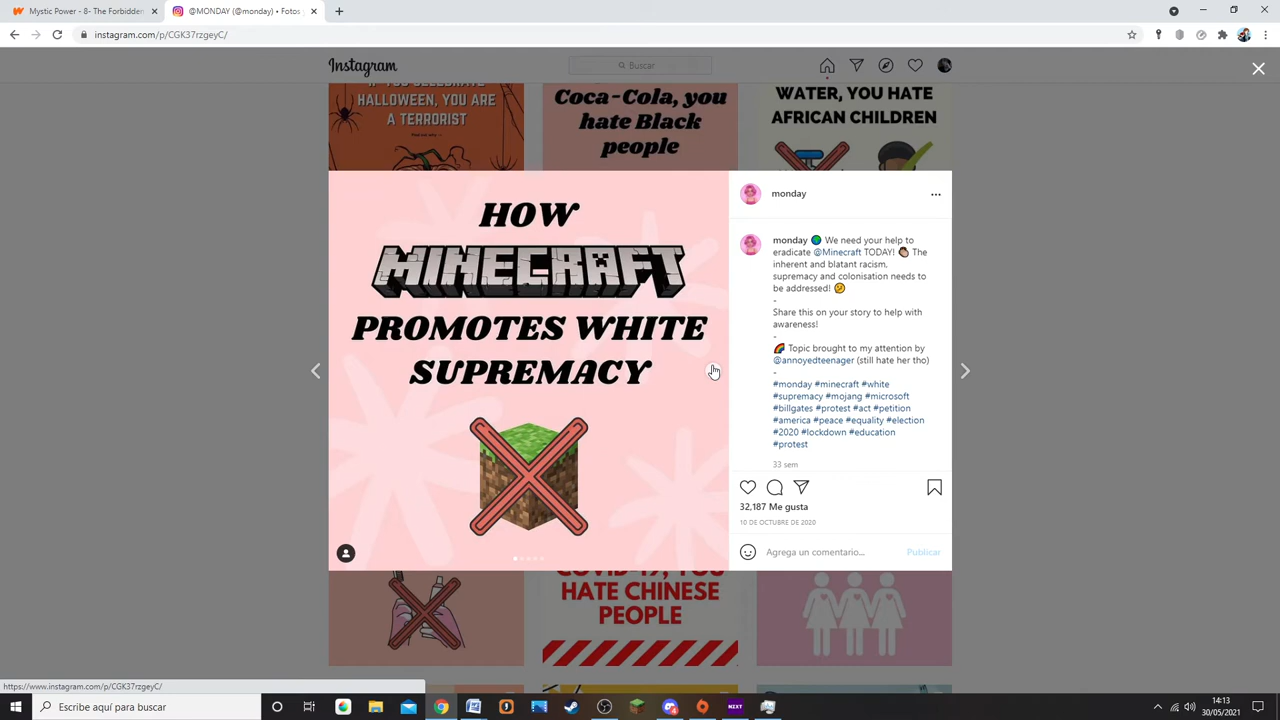 Mystic Power - 8- The Forbidden
@MONDAY (@monday) • Fotos y
instagram.com/p/CGK37rzgeyC/
Instagram
Buscar
HALLOWEEN, YOU ARE
A TERRORIST
Coca-Cola, you
hate Black
people
WATER, YOU HATE
AFRICAN CHILDREN
HOW
MINECRAFT
PROMOTES WHITE
SUPREMACY
monday
monday We need your help to
eradicate @Minecraft TODAY! The
inherent and blatant racism,
supremacy and colonisation needs to
be addressed!
-
Share this on your story to help with
awareness!
-
Topic brought to my attention by
@annoyedteenager (still hate her tho)
-
#monday #minecraft #white
#supremacy #mojang #microsoft
#billgates #protest #act #petition
#america #peace #equality #election
#2020 #lockdown #education
#protest
33 sem
32,187 Me gusta
10 DE OCTUBRE DE 2020
Agrega un comentario...
Publicar
HATE CHINESE
PEOPLE
https://www.instagram.com/p/CGK37rzgeyC/
Escribe aquí para buscar
NZXT
14:13
30/05/2021